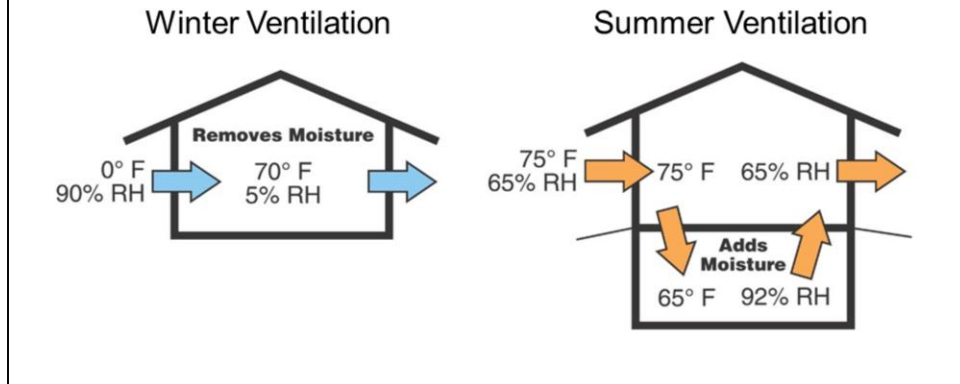 Winter Ventilation
Removes Moisture
0° F
90% RH
70° F
5% RH
Summer Ventilation
75° F
65% RH
75° F 65% RH
Adds
Moisture
65° F 92% RH